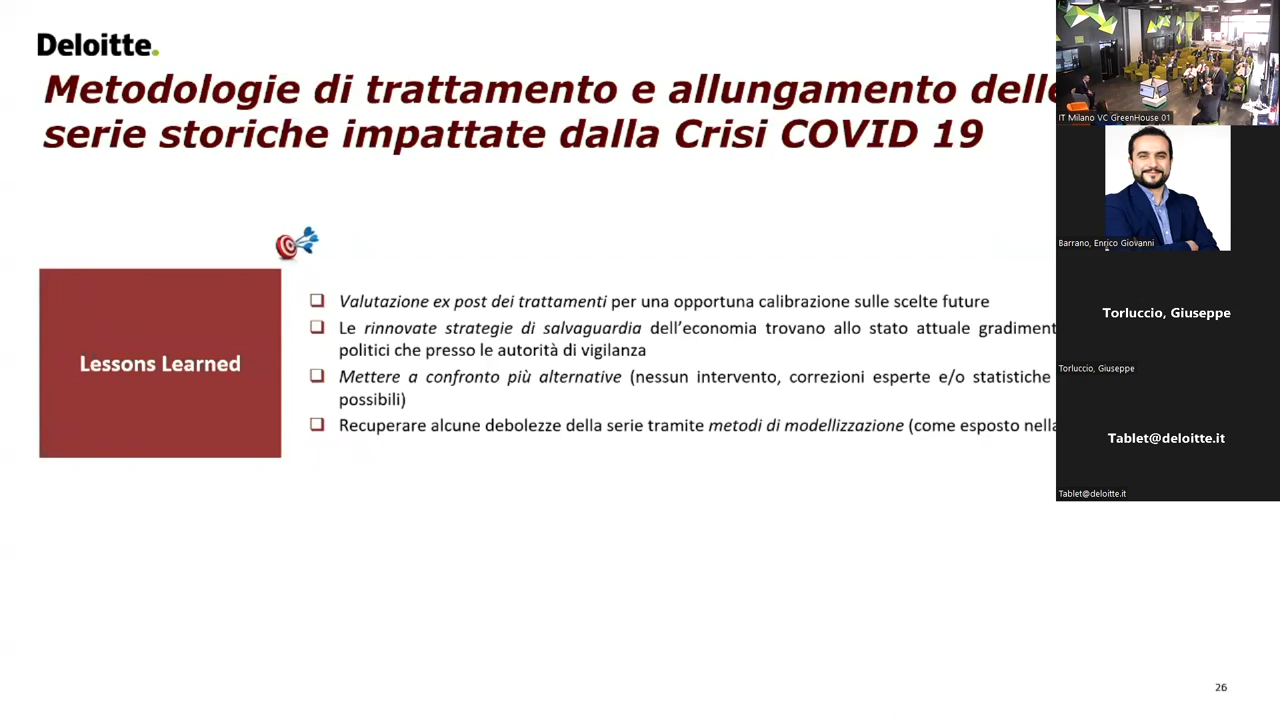 Deloitte.
Metodologie di trattamento e allungamento delle
serie storiche impattate dalla Crisi COVID 19
Lessons Learned
Valutazione ex post dei trattamenti per una opportuna calibrazione sulle scelte future
Le rinnovate strategie di salvaguardia dell'economia trovano allo stato attuale
politici che presso le autorità di vigilanza
Mettere a confronto più alternative (nessun intervento, correzioni esperte e/o statistiche
possibili)
Recuperare alcune debolezze della serie tramite metodi di modellizzazione (come esposto
26
IT Milano VC GreenHouse 01
Barrano, Enrico Giovanni
Torluccio, Giuseppe
Torluccio, Giuseppe
Tablet@deloitte.it
Tablet@deloitte.it